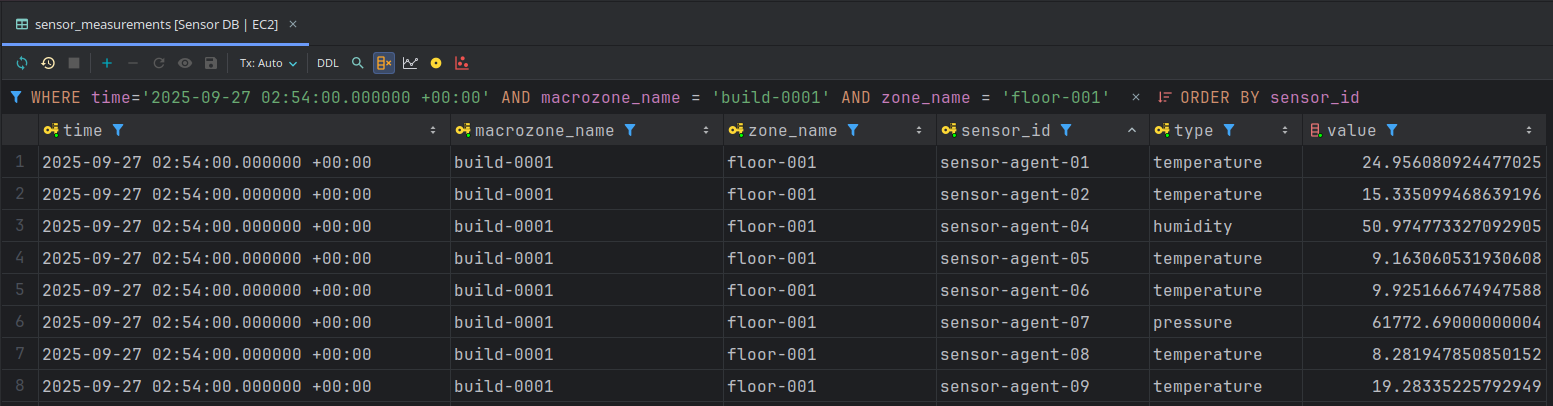 sensor_measurements [Sensor DB | EC2] ×
Tx: Auto DDL
WHERE time='2025-09-27 02:54:00.000000 +00:00' AND macrozone_name = 'build-0001' AND zone_name = 'floor-001' × ORDER BY sensor_id
time macrozone_name zone_name sensor_id type value
1 2025-09-27 02:54:00.000000 +00:00 build-0001 floor-001 sensor-agent-01 temperature 24.956080924477025
2 2025-09-27 02:54:00.000000 +00:00 build-0001 floor-001 sensor-agent-02 temperature 15.335099468639196
3 2025-09-27 02:54:00.000000 +00:00 build-0001 floor-001 sensor-agent-04 humidity 50.974773327092905
4 2025-09-27 02:54:00.000000 +00:00 build-0001 floor-001 sensor-agent-05 temperature 9.163060531930608
5 2025-09-27 02:54:00.000000 +00:00 build-0001 floor-001 sensor-agent-06 temperature 9.925166674947588
6 2025-09-27 02:54:00.000000 +00:00 build-0001 floor-001 sensor-agent-07 pressure 61772.69000000004
7 2025-09-27 02:54:00.000000 +00:00 build-0001 floor-001 sensor-agent-08 temperature 8.281947850850152
8 2025-09-27 02:54:00.000000 +00:00 build-0001 floor-001 sensor-agent-09 temperature 19.28335225792949